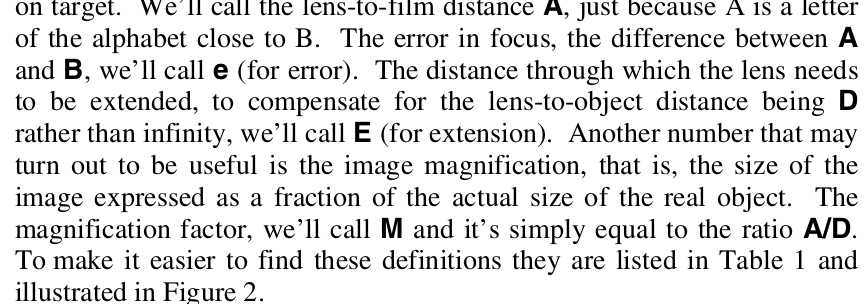 on target.  We'll call the lens-to-film distance A, just because A is a letter
of the alphabet close to B.  The error in focus, the difference between A
and B, we'll call e (for error).  The distance through which the lens needs
to be extended, to compensate for the lens-to-object distance being D
rather than infinity, we'll call E (for extension).  Another number that may
turn out to be useful is the image magnification, that is, the size of the
image expressed as a fraction of the actual size of the real object.  The
magnification factor, we'll call M and it's simply equal to the ratio A/D.
To make it easier to find these definitions they are listed in Table 1 and
illustrated in Figure 2.